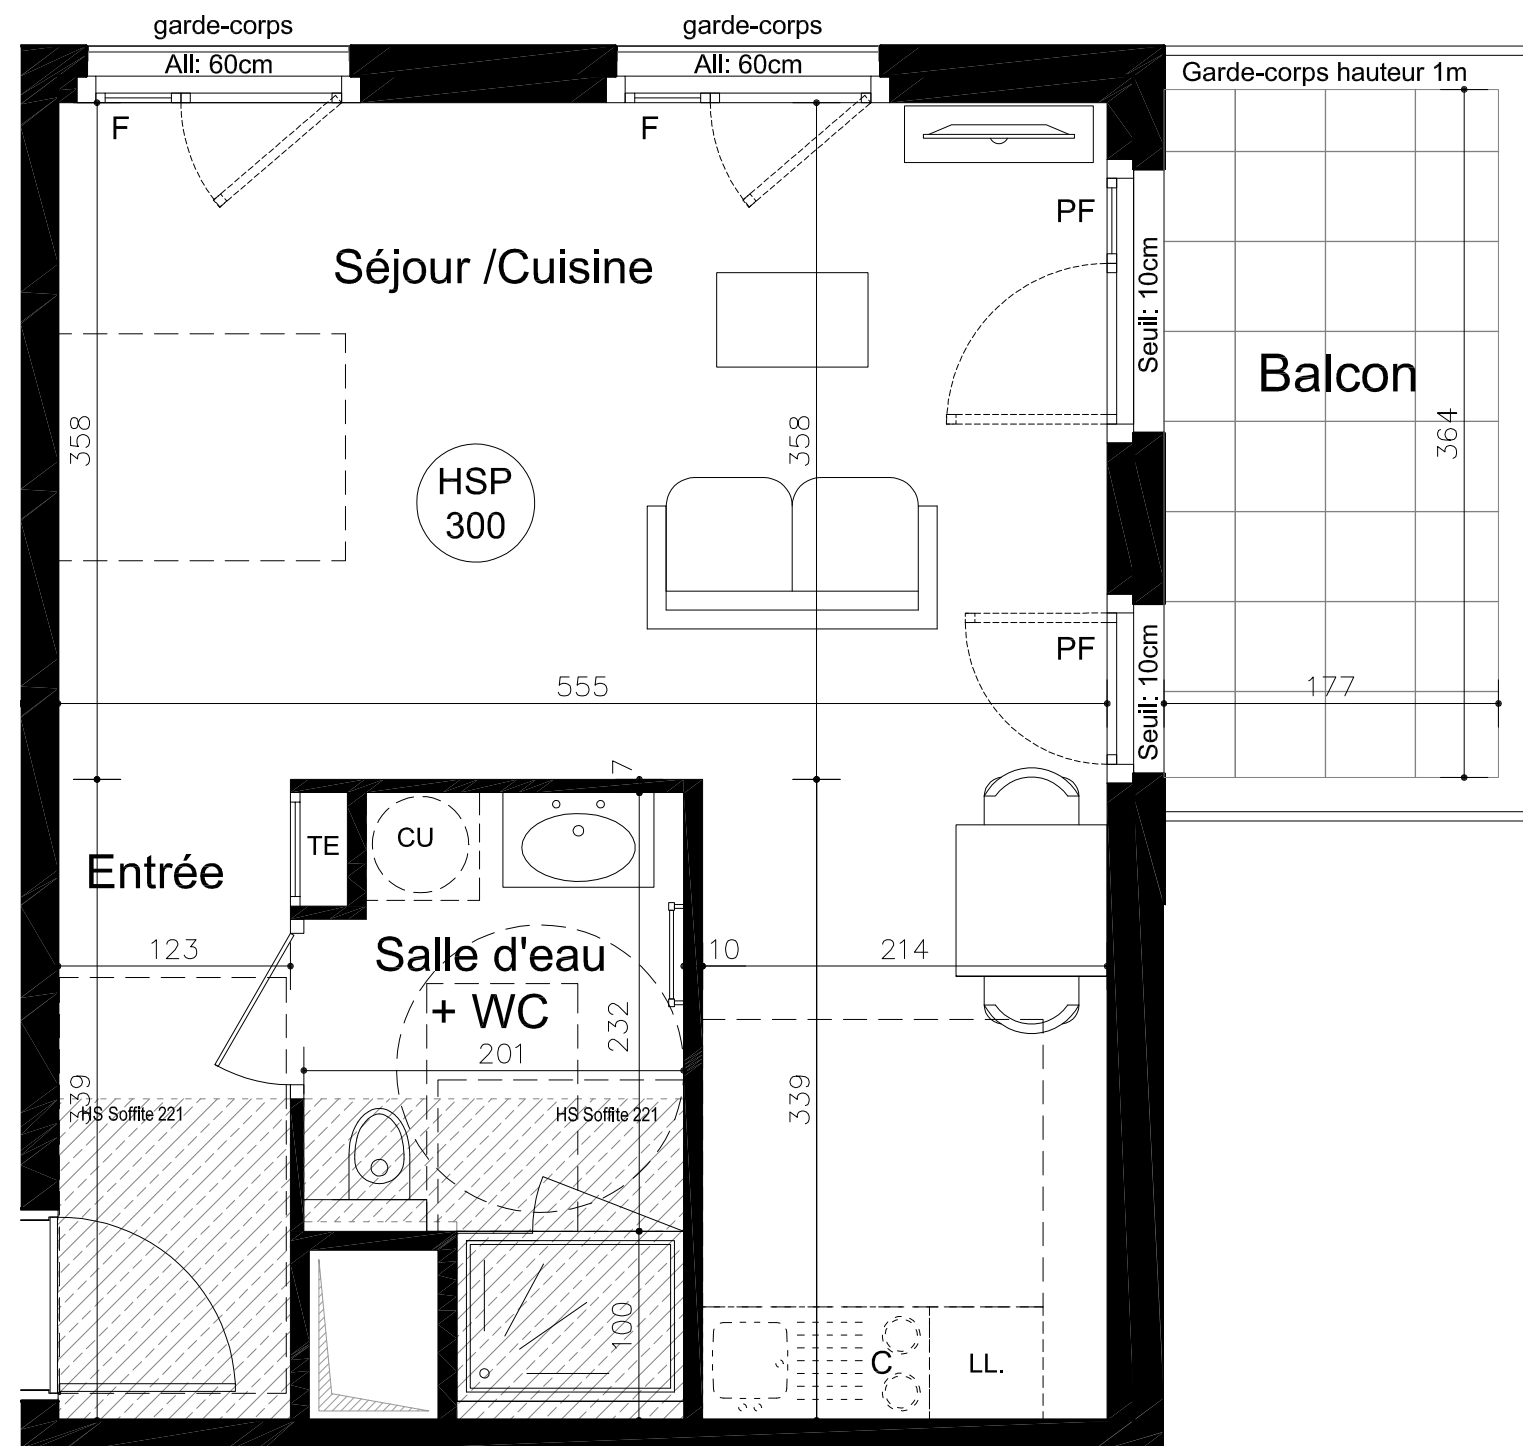 garde-corps
garde-corps
All: 60cm
All: 60cm
Garde-corps hauteur 1m
F
F
PF
Séjour /Cuisine
Seuil: 10cm
Balcon
358
358
364
HSP
300
PF
Seuil: 10cm
555
177
7
TE
CU
Entrée
123
Salle d'eau
+ WC
10
214
232
201
339
339
HS Soffite 221
HS Soffite 221
100
C
LL.